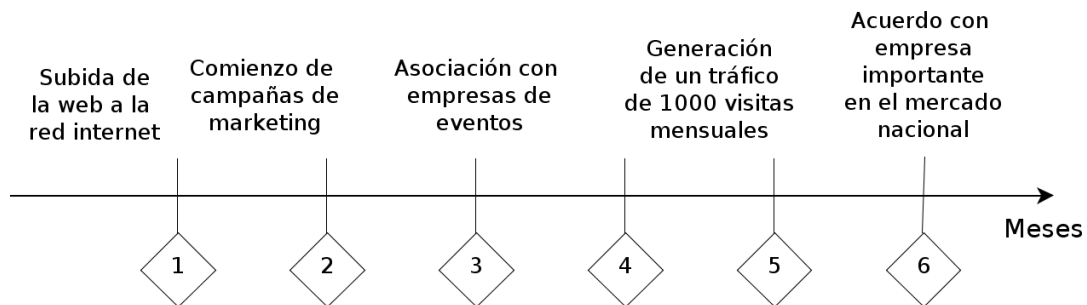 Subida de
la web a la
red internet
Comienzo de
campañas de
marketing
Asociación con
empresas de
eventos
Generación
de un tráfico
de 1000 visitas
mensuales
Acuerdo con
empresa
importante
en el mercado
nacional
Meses
1
2
3
4
5
6